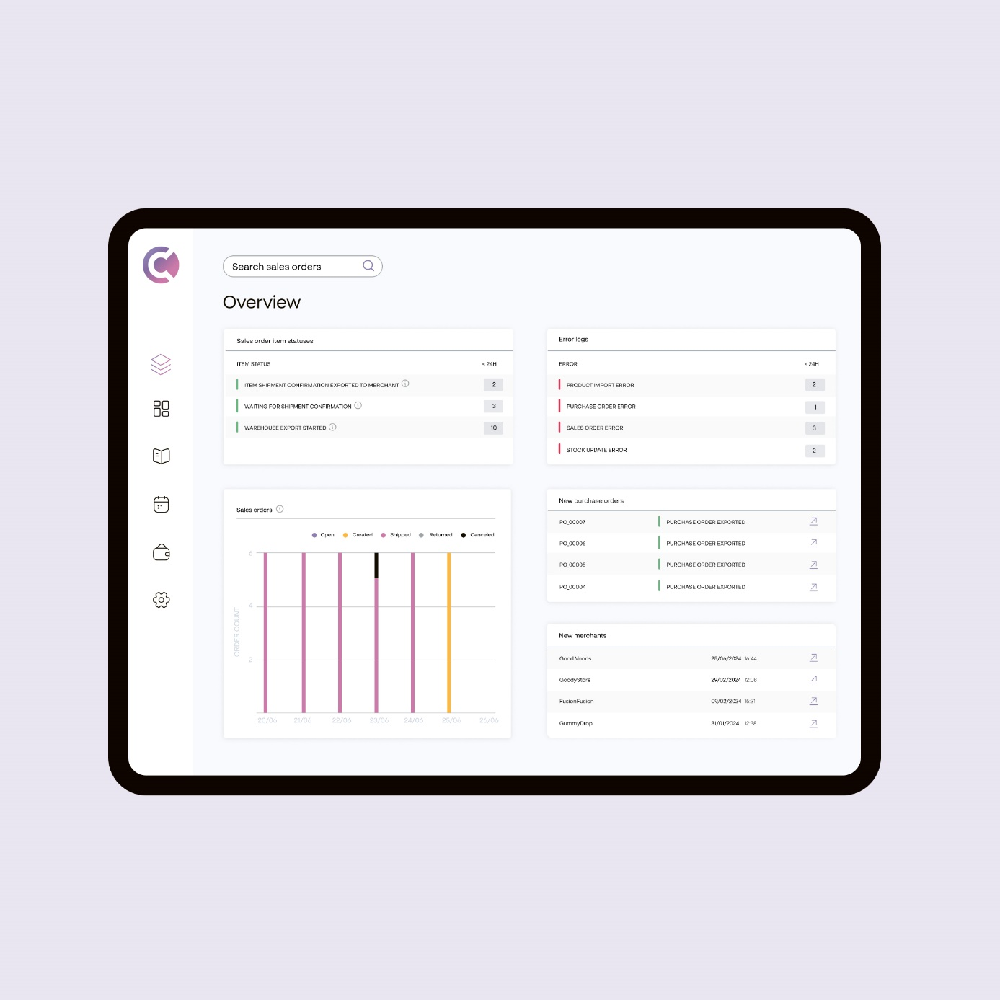 Search sales orders
Overview
Sales order item statuses
ITEM STATUS < 24H
ITEM SHIPMENT CONFIRMATION EXPORTED TO MERCHANT 2
WAITING FOR SHIPMENT CONFIRMATION 3
WAREHOUSE EXPORT STARTED 10
Error logs
ERROR < 24H
PRODUCT IMPORT ERROR 2
PURCHASE ORDER ERROR 1
SALES ORDER ERROR 3
STOCK UPDATE ERROR 2
Sales orders
Open Created Shipped Returned Canceled
ORDER COUNT
6
4
2
20/06 21/06 22/06 23/06 24/06 25/06 26/06
New purchase orders
PO_00007 PURCHASE ORDER EXPORTED
PO_00006 PURCHASE ORDER EXPORTED
PO_00005 PURCHASE ORDER EXPORTED
PO_00004 PURCHASE ORDER EXPORTED
New merchants
Good Voods 25/06/2024 16:44
GoodyStore 29/02/2024 12:08
FusionFusion 09/02/2024 15:31
GummyDrop 31/01/2024 12:38